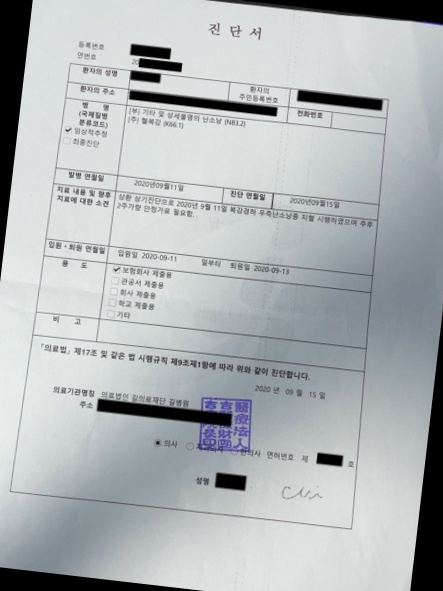 진 단 서
등록번호
연번호 20
환자의 성명
환자의 주민등록번호
환자의 주소
전화번호
병 명
(국제질병
분류코드)
[부] 기타 및 상세불명의 난소낭 (N83.2)
[주] 혈복강 (K66.1)
✓ 임상적추정
□ 최종진단
발병 연월일 2020년09월11일 진단 연월일 2020년09월15일
치료 내용 및 향후
치료에 대한 소견
상환 상기진단으로 2020년 9월 11일 복강경하 우측난소낭종 지혈 시행하였으며 추후
2주가량 안정가료 필요함.
입원·퇴원 연월일 입원일 2020-09-11 일부터 퇴원일 2020-09-13
용 도
✓ 보험회사 제출용
□ 관공서 제출용
□ 회사 제출용
□ 학교 제출용
□ 기타
비 고
「의료법」 제17조 및 같은 법 시행규칙 제9조제1항에 따라 위와 같이 진단합니다.
2020 년 09 월 15 일
의료기관명칭 의료법인 길의료재단 길병원
주소
의사 한의사 면허번호 제 호
성명